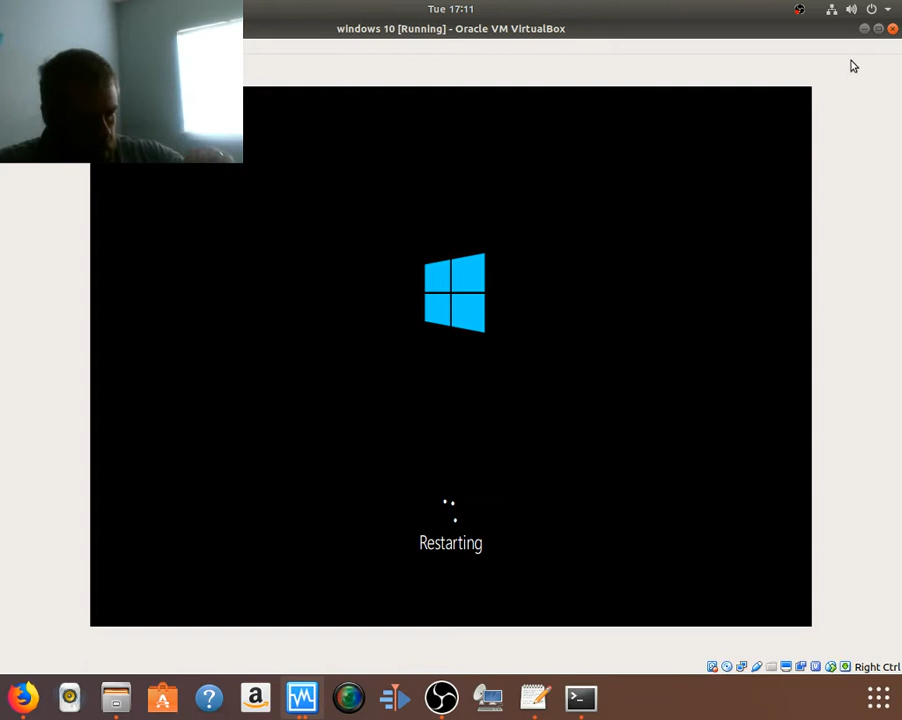 Tue 17:11
windows 10 [Running] - Oracle VM VirtualBox
Restarting
Right Ctrl